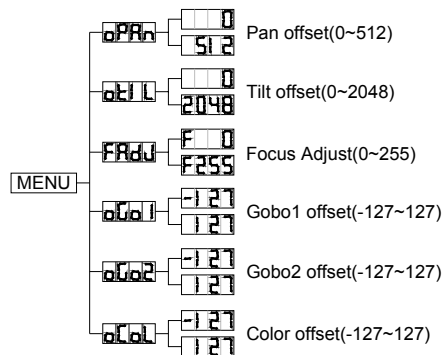 MENU
oPAn
0
512
Pan offset(0~512)
otIL
0
2048
Tilt offset(0~2048)
FAdJ
F 0
F255
Focus Adjust(0~255)
oGo1
-127
127
Gobo1 offset(-127~127)
oGo2
-127
127
Gobo2 offset(-127~127)
oCoL
-127
127
Color offset(-127~127)